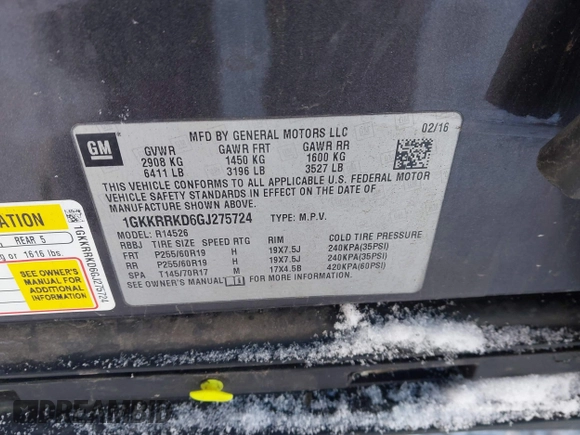 GM
MFD BY GENERAL MOTORS LLC
02/16
GVWR GAWR FRT GAWR RR
2908 KG 1450 KG 1600 KG
6411 LB 3196 LB 3527 LB
THIS VEHICLE CONFORMS TO ALL APPLICABLE U.S. FEDERAL MOTOR
VEHICLE SAFETY STANDARDS IN EFFECT ON THE DATE OF
MANUFACTURE SHOWN ABOVE.
1GKKRRKD6GJ275724 TYPE: M.P.V.
MODEL: R14526
RBBJ TIRE SIZE SPEED RTG RIM COLD TIRE PRESSURE
FRT P255/60R19 H 19X7.5J 240KPA(35PSI)
RR P255/60R19 H 19X7.5J 240KPA(35PSI)
SPA T145/70R17 M 17X4.5B 420KPA(60PSI)
SEE OWNER'S MANUAL FOR MORE INFORMATION.
TION
REAR 5
or 1616 lbs.
SEE OWNER'S
MANUAL FOR
ADDITIONAL
INFORMATION
1GKKRRKD6GJ275724